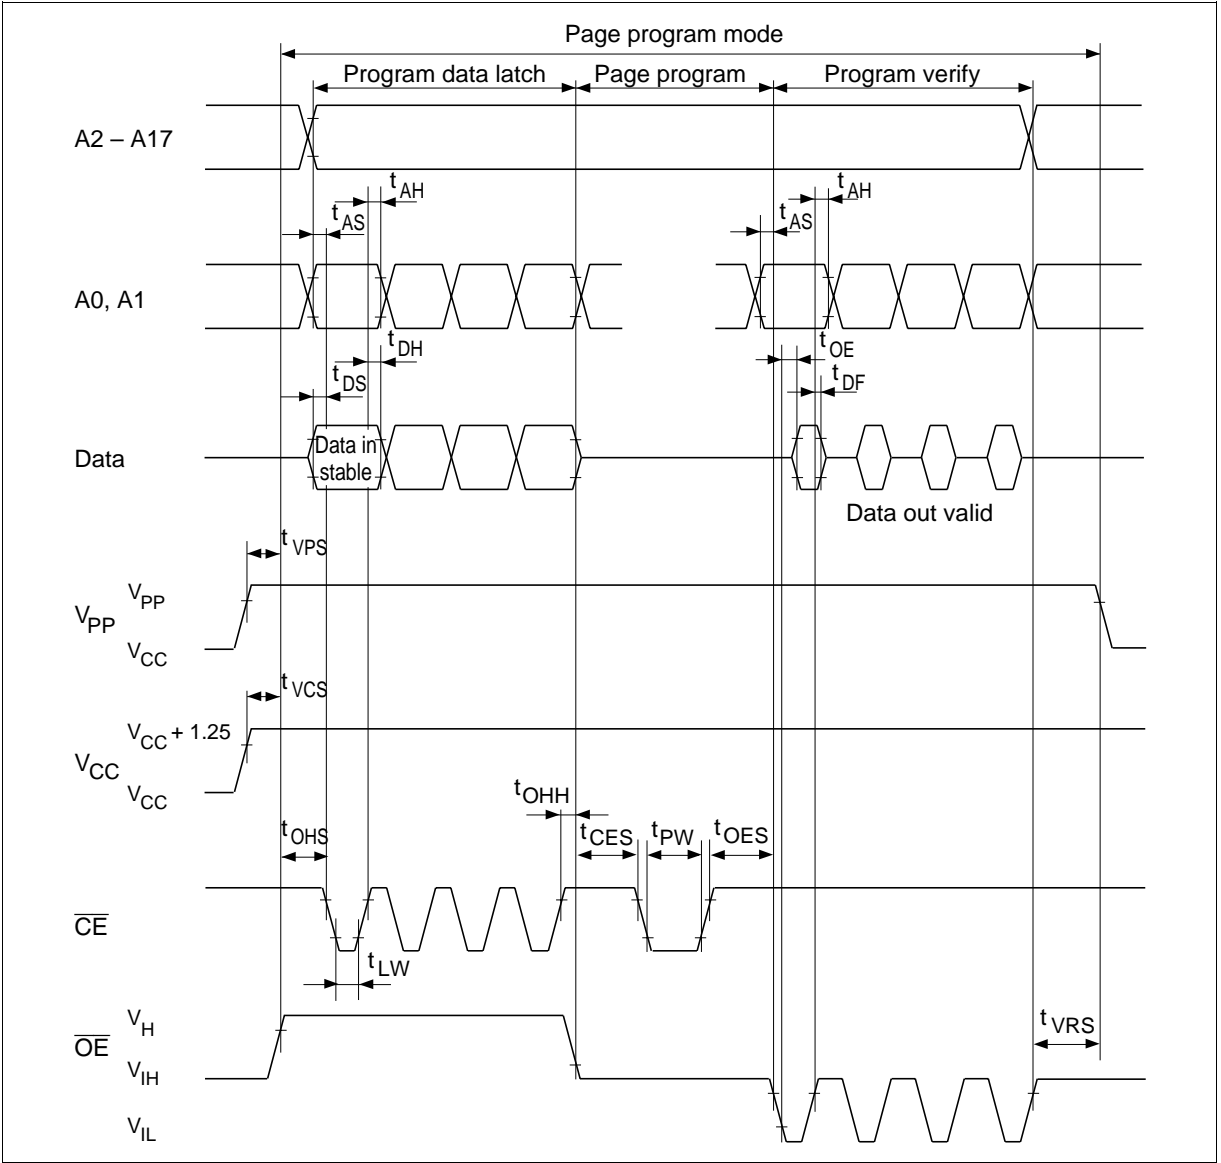 Page program mode
Program data latch Page program Program verify
A2 – A17
tAH tAH
tAS tAS
A0, A1
tDH tOE
tDS tDF
Data
Data in
stable
Data out valid
tVPS
VPP
VPP
VCC
tVCS
VCC + 1.25
VCC
VCC
tOHH
tOHS tCES tPW tOES
CE
tLW
VH
OE
tVRS
VIH
VIL